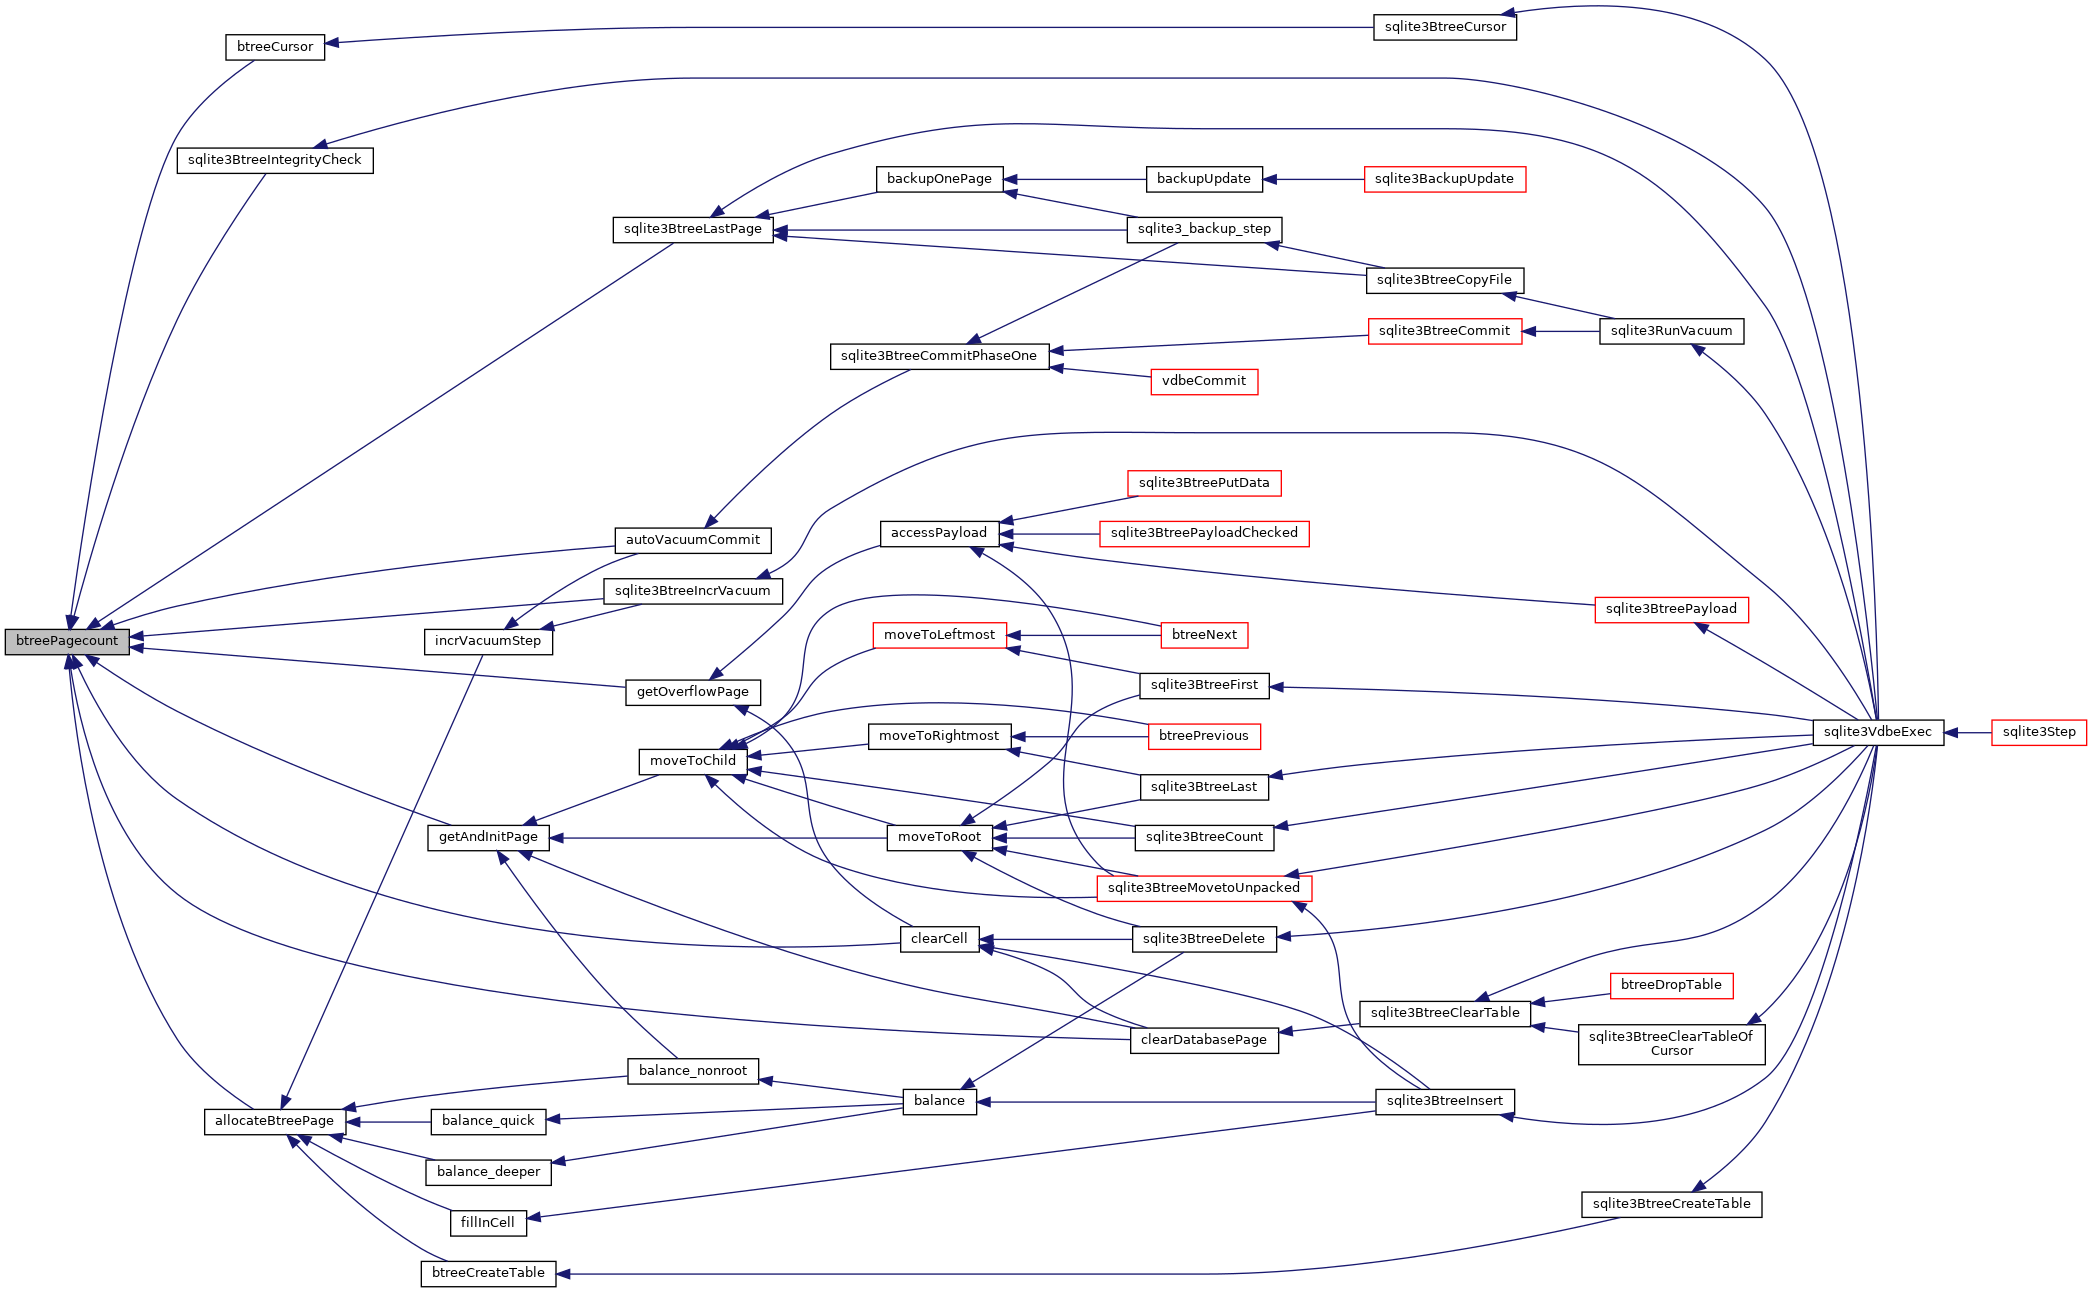 btreeCursor
sqlite3BtreeCursor
sqlite3BtreeIntegrityCheck
backupOnePage
backupUpdate
sqlite3BackupUpdate
sqlite3BtreeLastPage
sqlite3_backup_step
sqlite3BtreeCopyFile
sqlite3BtreeCommit
sqlite3RunVacuum
sqlite3BtreeCommitPhaseOne
vdbeCommit
sqlite3BtreePutData
autoVacuumCommit
accessPayload
sqlite3BtreePayloadChecked
sqlite3BtreeIncrVacuum
sqlite3BtreePayload
btreePagecount
incrVacuumStep
moveToLeftmost
btreeNext
getOverflowPage
sqlite3BtreeFirst
moveToRightmost
btreePrevious
sqlite3VdbeExec
sqlite3Step
moveToChild
sqlite3BtreeLast
getAndInitPage
moveToRoot
sqlite3BtreeCount
sqlite3BtreeMovetoUnpacked
clearCell
sqlite3BtreeDelete
btreeDropTable
sqlite3BtreeClearTable
clearDatabasePage
sqlite3BtreeClearTableOf
Cursor
balance_nonroot
balance
sqlite3BtreeInsert
allocateBtreePage
balance_quick
balance_deeper
sqlite3BtreeCreateTable
fillInCell
btreeCreateTable